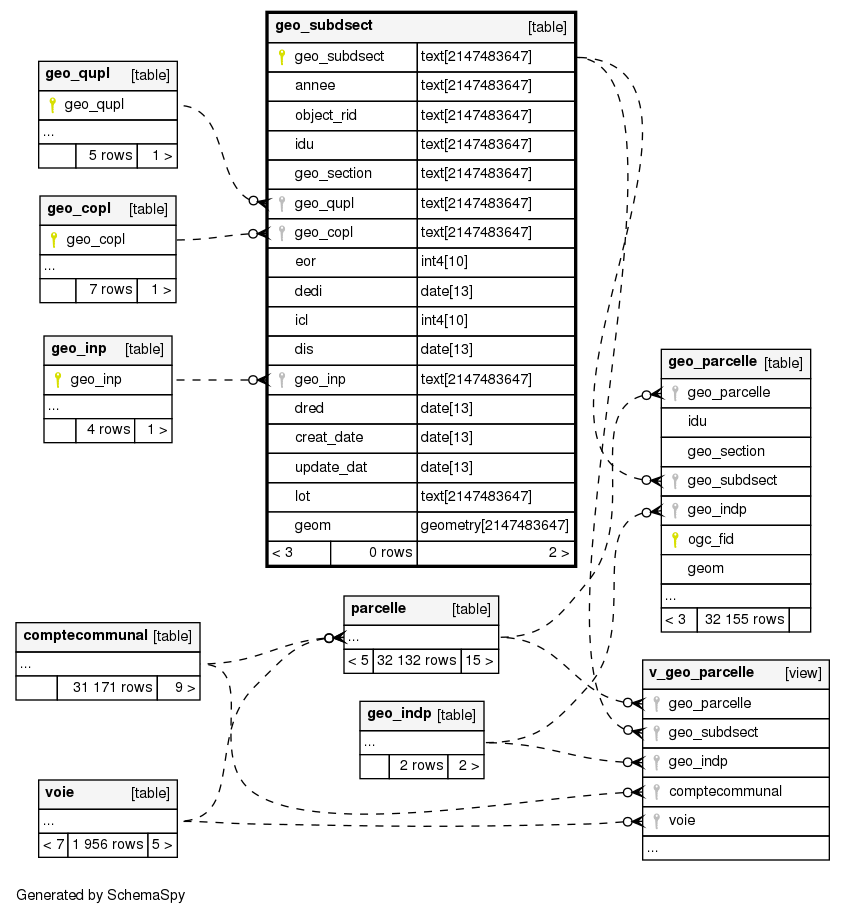 geo_subdsect [table]
geo_subdsect text[2147483647]
annee text[2147483647]
object_rid text[2147483647]
idu text[2147483647]
geo_section text[2147483647]
geo_qupl text[2147483647]
geo_copl text[2147483647]
eor int4[10]
dedi date[13]
icl int4[10]
dis date[13]
geo_inp text[2147483647]
dred date[13]
creat_date date[13]
update_dat date[13]
lot text[2147483647]
geom geometry[2147483647]
< 3 0 rows 2 >
geo_qupl [table]
geo_qupl
...
5 rows 1 >
geo_copl [table]
geo_copl
...
7 rows 1 >
geo_inp [table]
geo_inp
...
4 rows 1 >
geo_parcelle [table]
geo_parcelle
idu
geo_section
geo_subdsect
geo_indp
ogc_fid
geom
...
< 3 32 155 rows
parcelle [table]
...
< 5 32 132 rows 15 >
comptecommunal [table]
...
31 171 rows 9 >
geo_indp [table]
...
2 rows 2 >
v_geo_parcelle [view]
geo_parcelle
geo_subdsect
geo_indp
comptecommunal
voie
...
voie [table]
...
< 7 1 956 rows 5 >
Generated by SchemaSpy